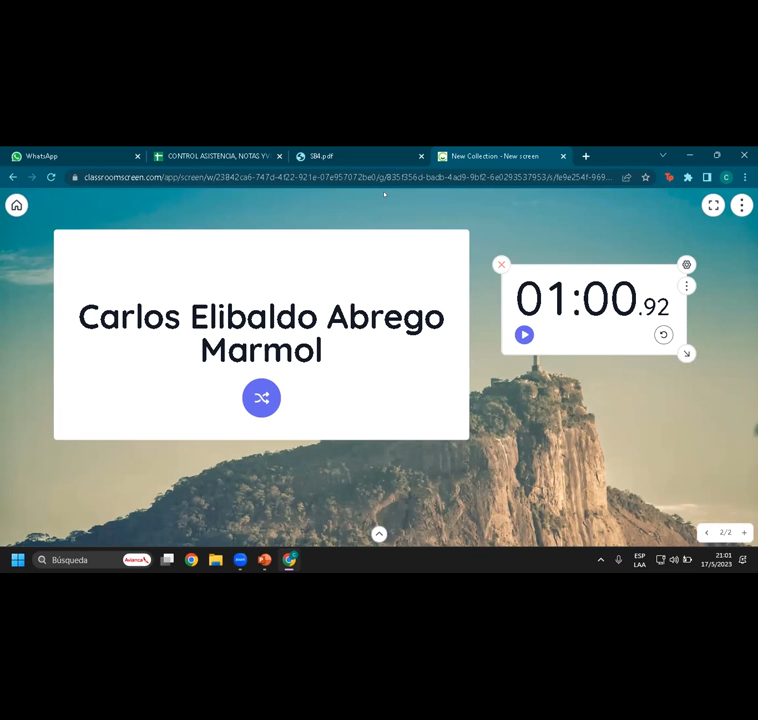 WhatsApp
CONTROL ASISTENCIA, NOTAS Y V
SB4.pdf
New Collection - New screen
classroomscreen.com/app/screen/w/23842ca6-747d-4f22-921e-07e957072be0/g/835f356d-badb-4ad9-9bf2-6e0293537953/s/fe9e254f-969...
C
Carlos Elibaldo Abrego
Marmol
01:00.92
2/2
Búsqueda
Avianca
ESP
LAA
21:01
17/5/2023